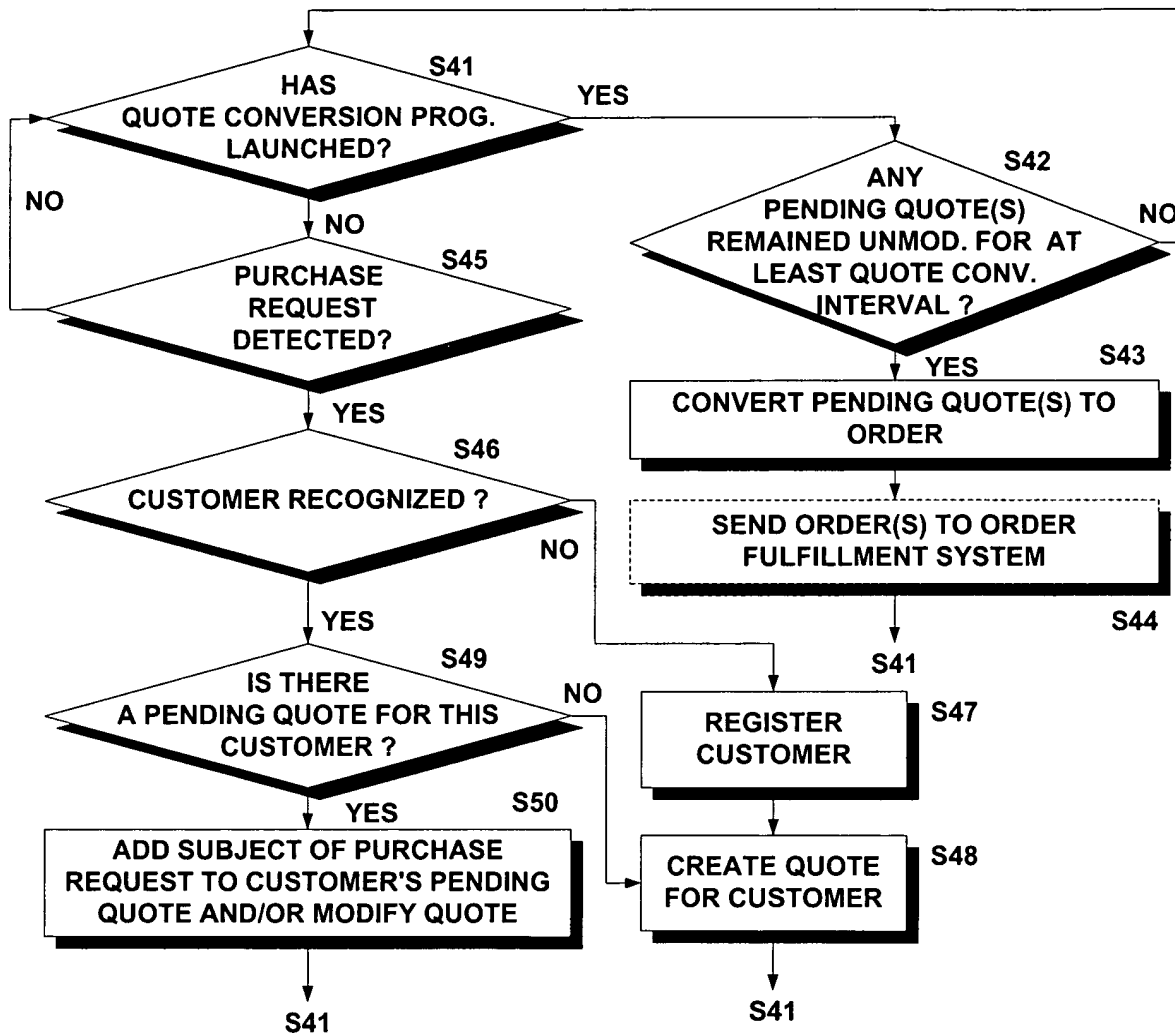 S41
HAS
QUOTE CONVERSION PROG.
LAUNCHED?
YES
NO
NO
S42
ANY
PENDING QUOTE(S)
REMAINED UNMOD. FOR AT
LEAST QUOTE CONV.
INTERVAL ?
NO
YES
S45
PURCHASE
REQUEST
DETECTED?
YES
S43
CONVERT PENDING QUOTE(S) TO
ORDER
SEND ORDER(S) TO ORDER
FULFILLMENT SYSTEM
S44
S41
S46
CUSTOMER RECOGNIZED ?
NO
YES
S49
IS THERE
A PENDING QUOTE FOR THIS
CUSTOMER ?
NO
YES
S47
REGISTER
CUSTOMER
S50
ADD SUBJECT OF PURCHASE
REQUEST TO CUSTOMER'S PENDING
QUOTE AND/OR MODIFY QUOTE
S41
S48
CREATE QUOTE
FOR CUSTOMER
S41